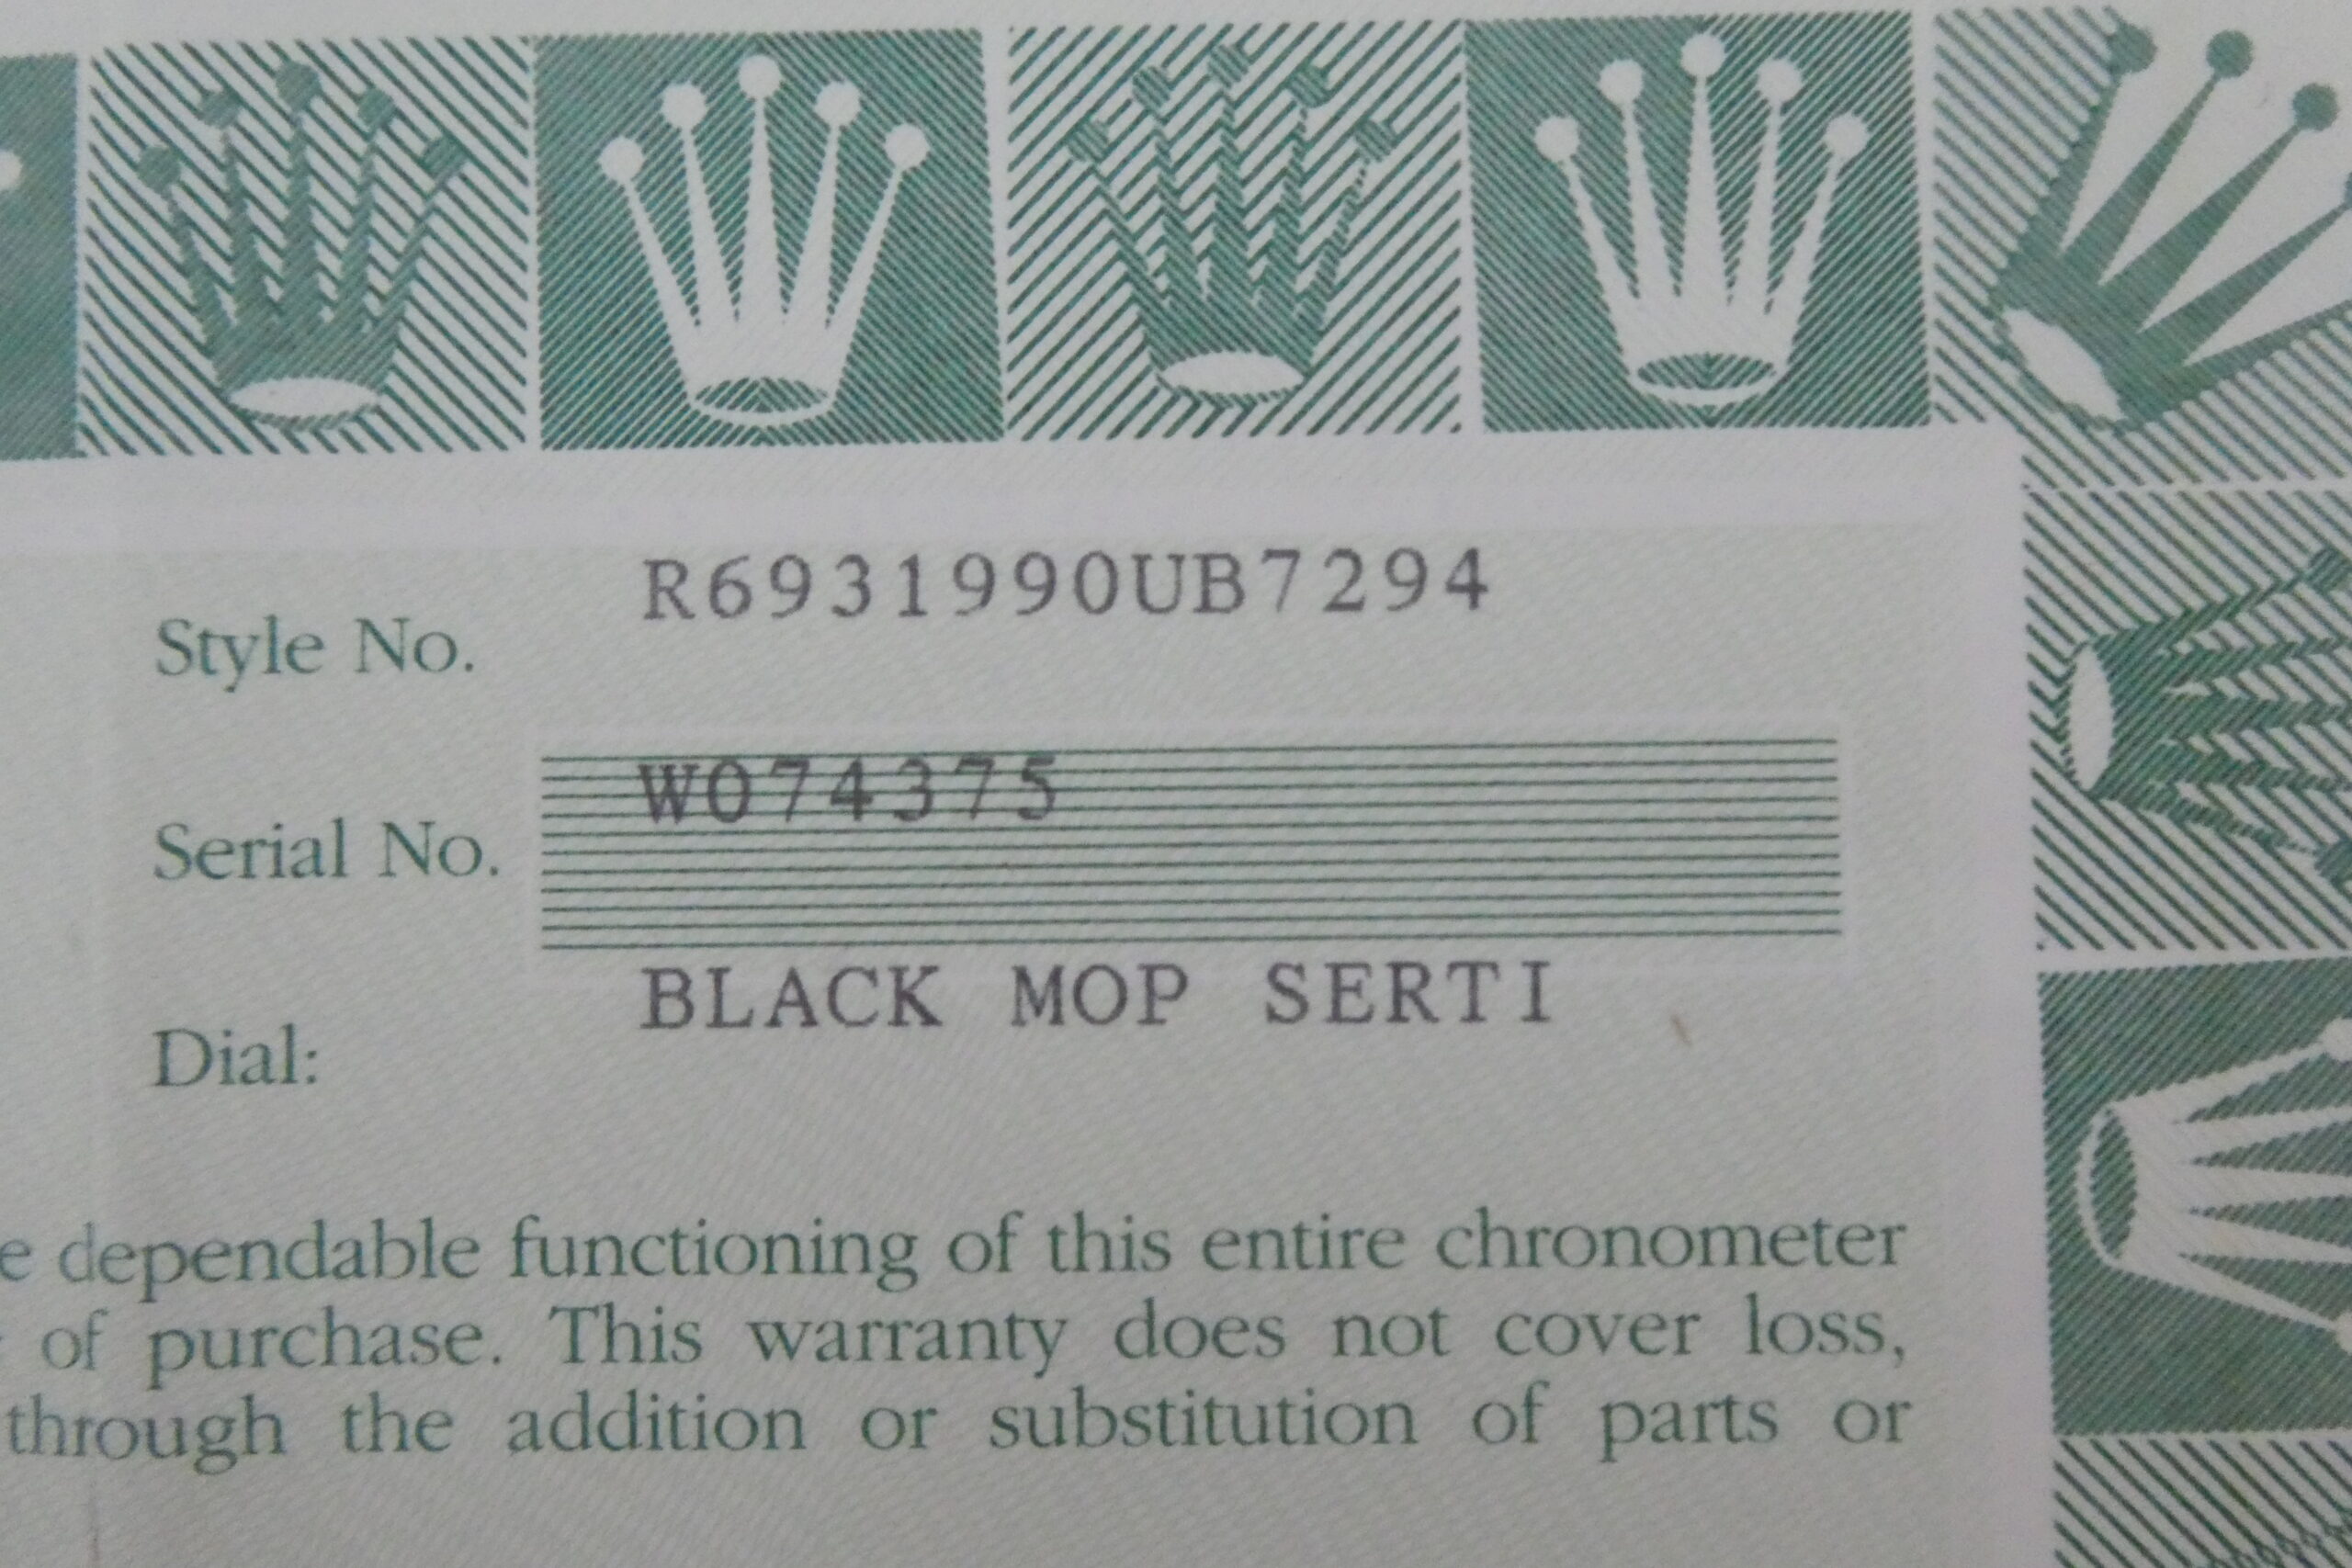 R6931990UB7294
Style No.
W074375
Serial No.
BLACK MOP SERTI
Dial:
e dependable functioning of this entire chronometer
of purchase. This warranty does not cover loss,
through the addition or substitution of parts or